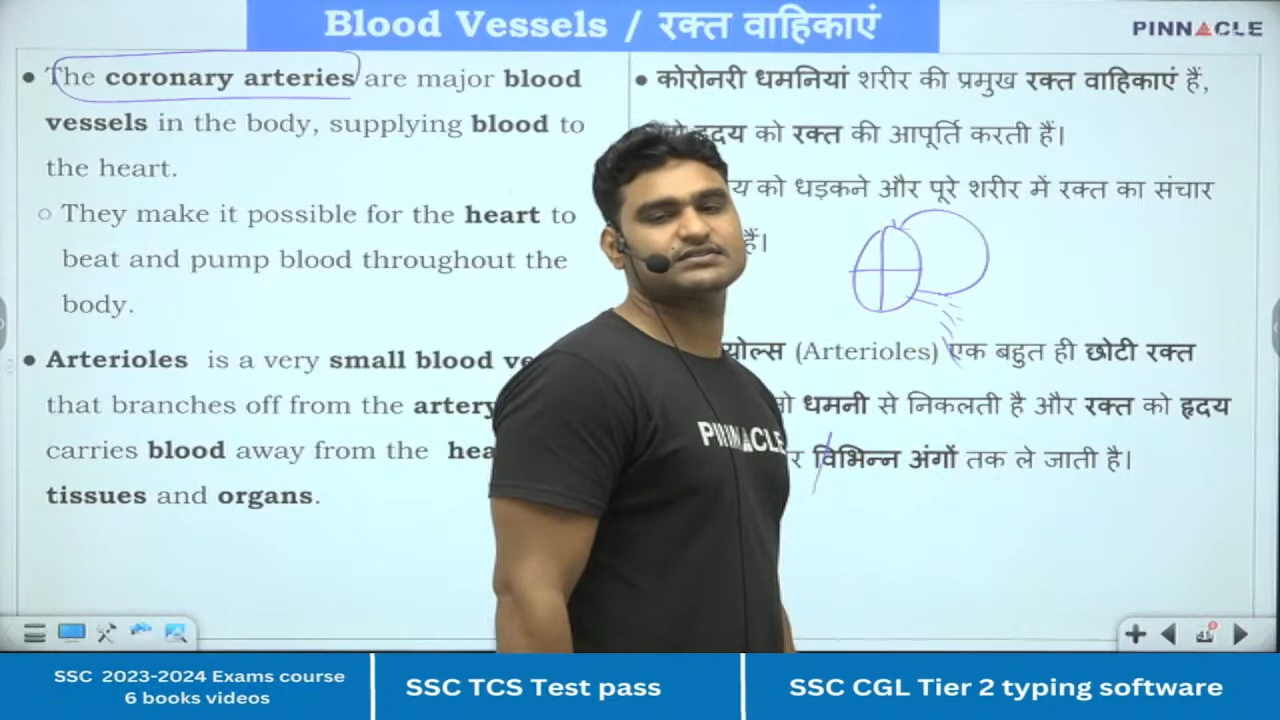 Blood Vessels / रक्त वाहिकाएं
PINNACLE
• The coronary arteries are major blood
vessels in the body, supplying blood to
the heart.
○ They make it possible for the heart to
beat and pump blood throughout the
body.
• Arterioles is a very small blood
that branches off from the artery
carries blood away from the
tissues and organs.
• कोरोनरी धमनियां शरीर की प्रमुख रक्त वाहिकाएं हैं,
हृदय को रक्त की आपूर्ति करती हैं।
को धड़कने और पूरे शरीर में रक्त का संचार
हैं।
(Arterioles) एक बहुत ही छोटी रक्त
धमनी से निकलती है और रक्त को हृदय
विभिन्न अंगों तक ले जाती है।
PINNACLE
SSC 2023-2024 Exams course
6 books videos
SSC TCS Test pass
SSC CGL Tier 2 typing software